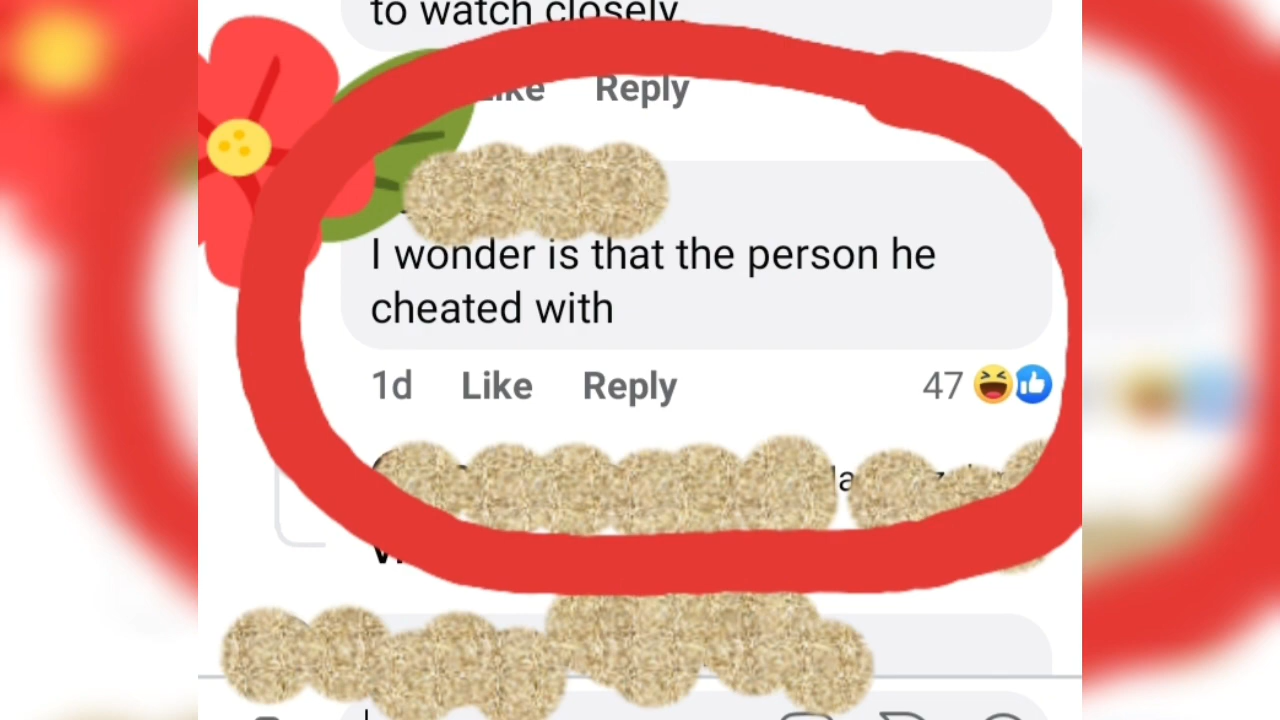 to watch closely
Like Reply
I wonder is that the person he
cheated with
1d Like Reply 47